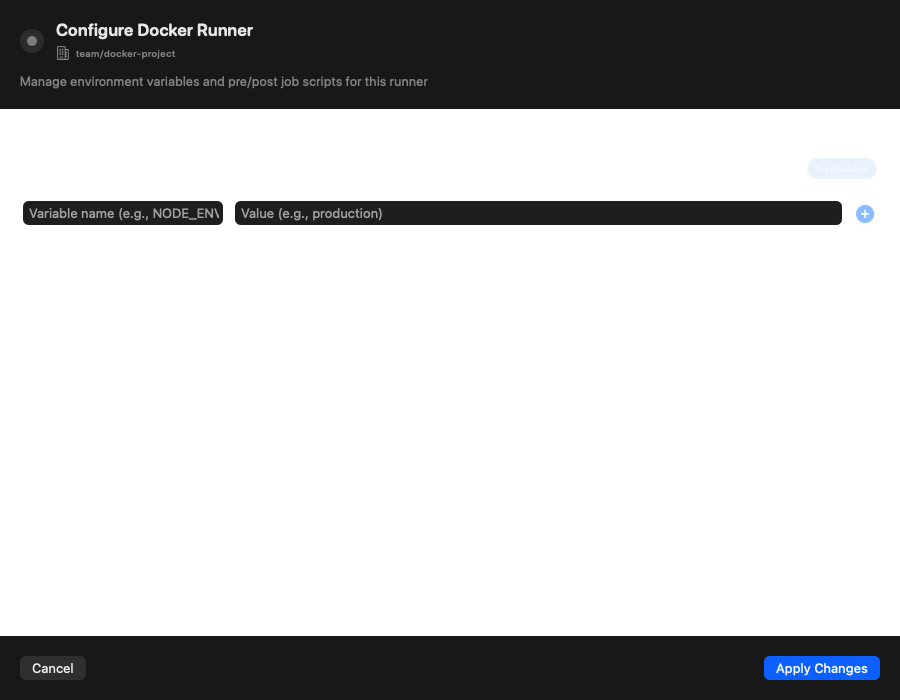 Configure Docker Runner
team/docker-project
Manage environment variables and pre/post job scripts for this runner
Variable name (e.g., NODE_ENV
Value (e.g., production)
Cancel
Apply Changes